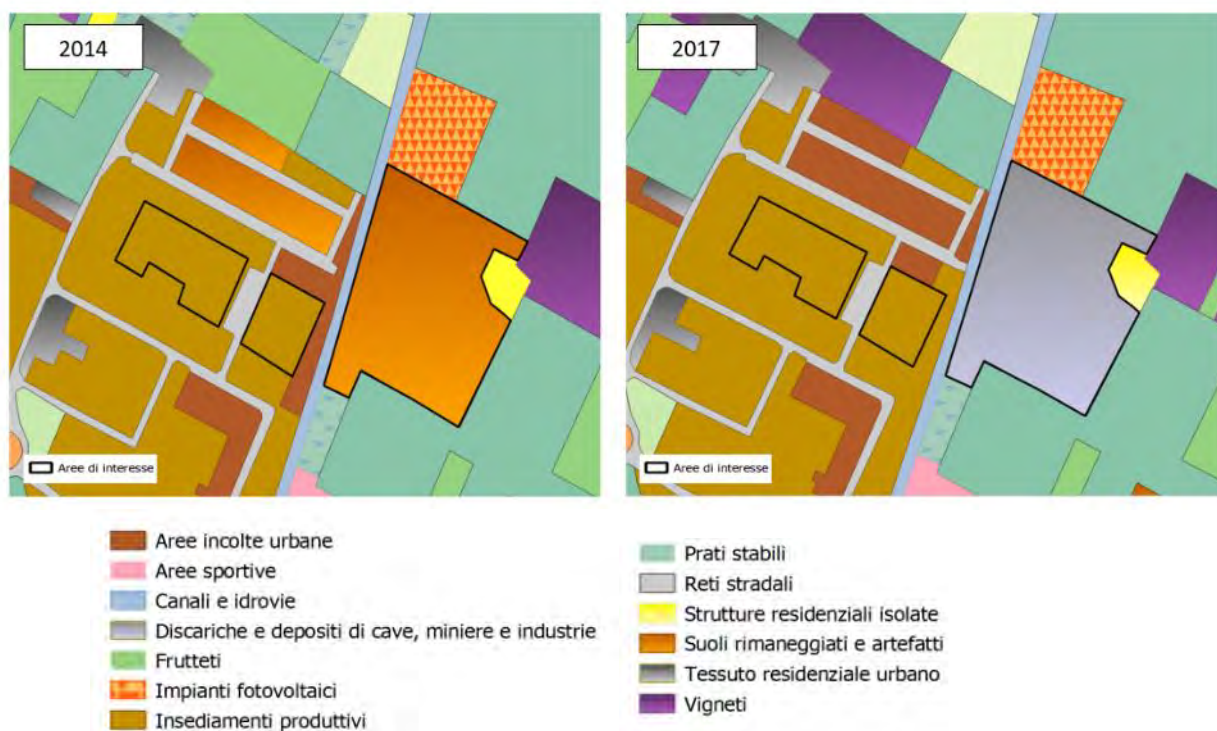 2014
2017
Aree di interesse
Aree di interesse
Aree incolte urbane
Aree sportive
Canali e idrovie
Discariche e depositi di cave, miniere e industrie
Frutteti
Impianti fotovoltaici
Insediamenti produttivi
Prati stabili
Reti stradali
Strutture residenziali isolate
Suoli rimaneggiati e artefatti
Tessuto residenziale urbano
Vigneti